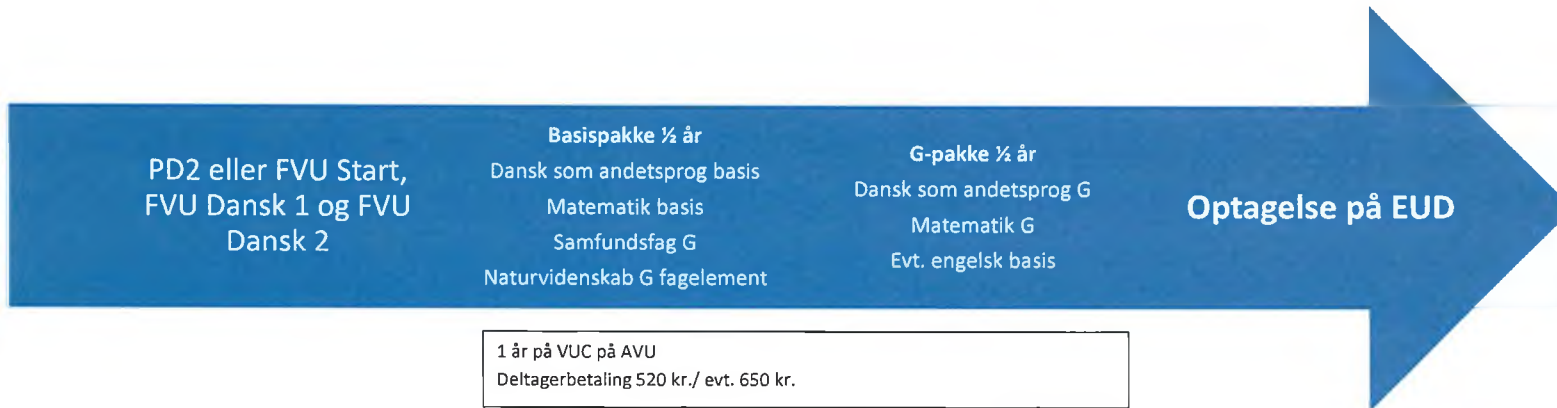 PD2 eller FVU Start,
FVU Dansk 1 og FVU
Dansk 2
Basispakke ½ år
Dansk som andetsprog basis
Matematik basis
Samfundsfag G
Naturvidenskab G fagelement
G-pakke ½ år
Dansk som andetsprog G
Matematik G
Evt. engelsk basis
Optagelse på EUD
1 år på VUC på AVU
Deltagerbetaling 520 kr./ evt. 650 kr.